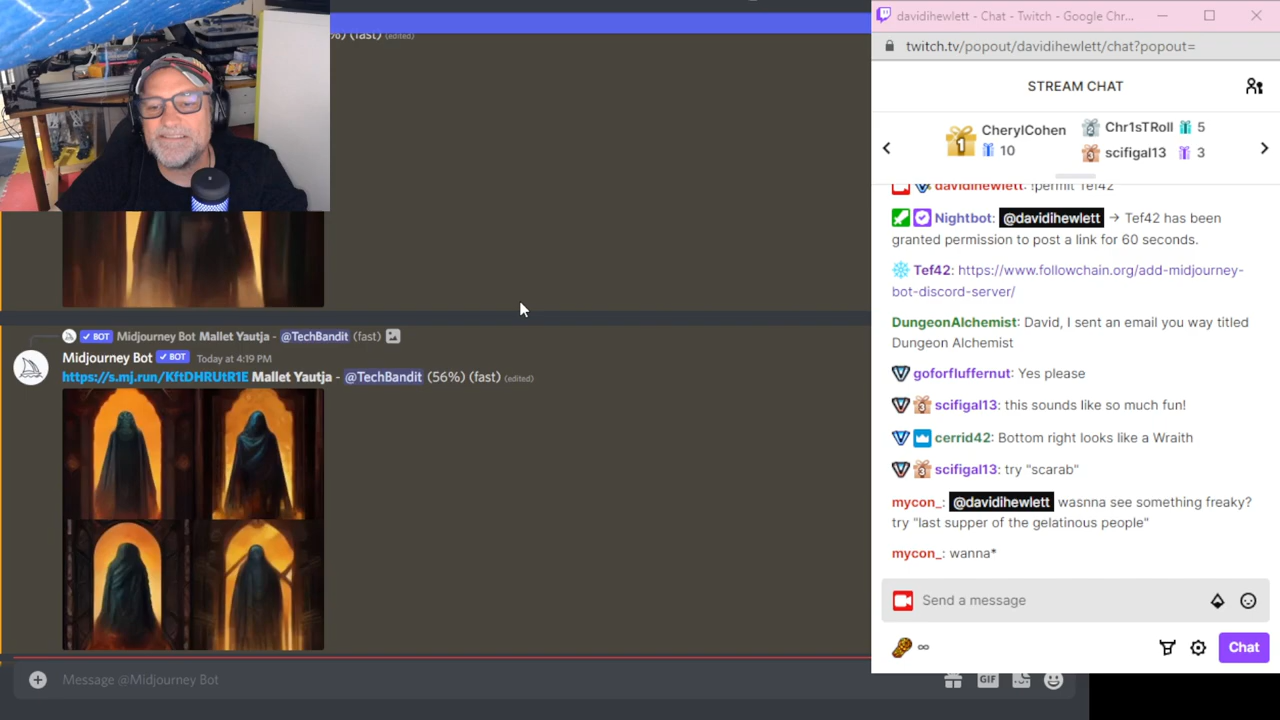 %) (fast) (edited)
BOT Midjourney Bot Mallet Yautja - @TechBandit (fast)
Midjourney Bot BOT Today at 4:19 PM
https://s.mj.run/KftDHRUtR1E Mallet Yautja - @TechBandit (56%) (fast) (edited)
Message @Midjourney Bot
GIF
davidihewlett - Chat - Twitch - Google Chr...
twitch.tv/popout/davidihewlett/chat?popout=
STREAM CHAT
1 CherylCohen 10
2 Chr1sTRoll 5
3 scifigal13 3
davidihewlett: !permit Tef42
Nightbot: @davidihewlett -> Tef42 has been
granted permission to post a link for 60 seconds.
Tef42: https://www.followchain.org/add-midjourney-
bot-discord-server/
DungeonAlchemist: David, I sent an email you way titled
Dungeon Alchemist
goforfluffernut: Yes please
scifigal13: this sounds like so much fun!
cerrid42: Bottom right looks like a Wraith
scifigal13: try "scarab"
mycon_: @davidihewlett wasnna see something freaky?
try "last supper of the gelatinous people"
mycon_: wanna*
Send a message
∞
Chat